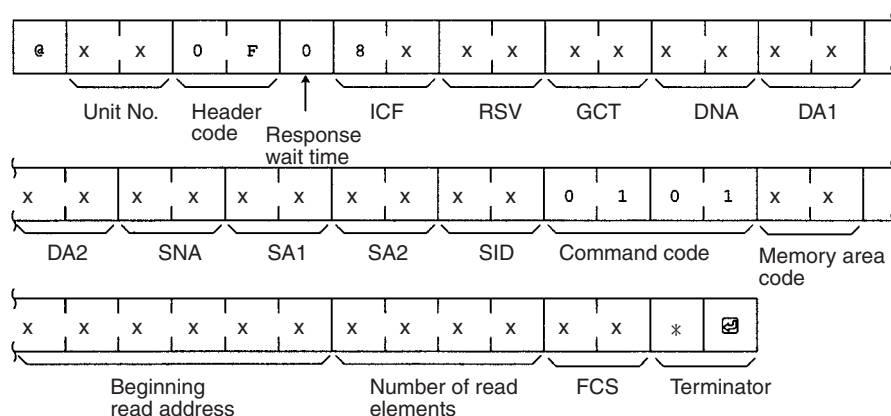 @ x x 0 F 0 8 x x x x x x x x x
Unit No. Header code Response wait time ICF RSV GCT DNA DA1
x x x x x x x x x x 0 1 0 1 x x
DA2 SNA SA1 SA2 SID Command code Memory area code
x x x x x x x x x x x x * ↵
Beginning read address Number of read elements FCS Terminator